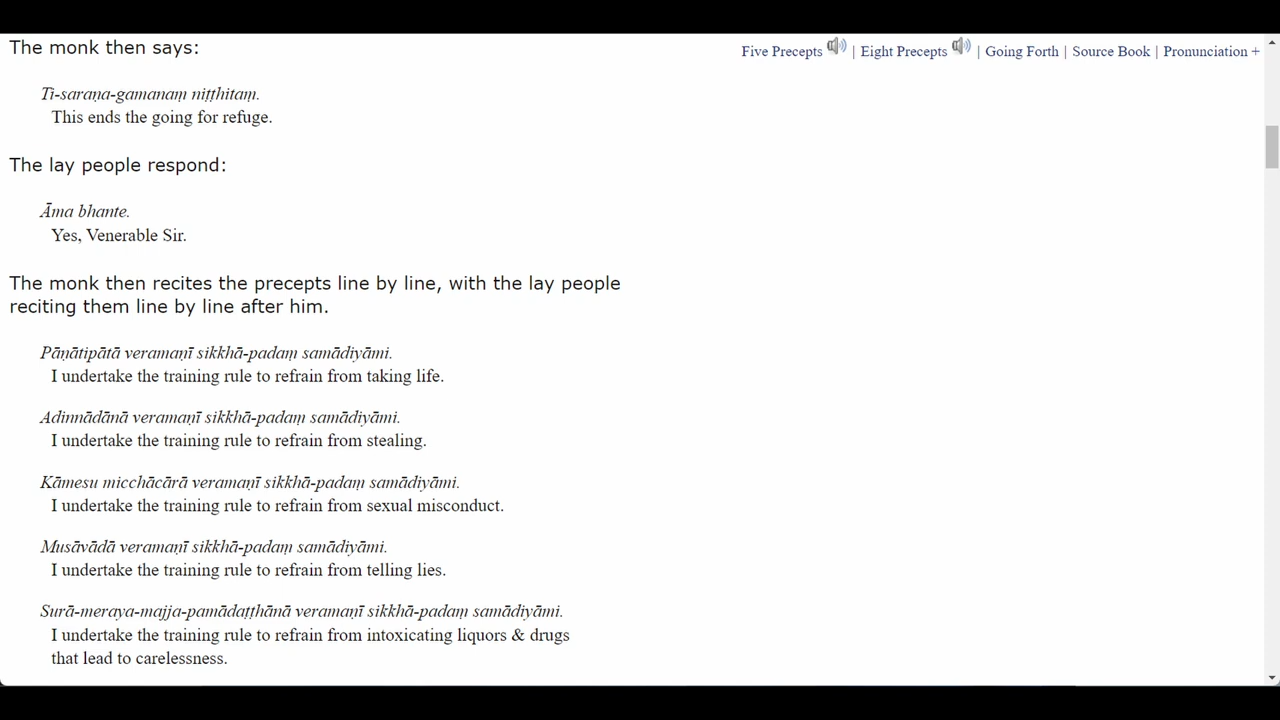 The monk then says:
Five Precepts | Eight Precepts | Going Forth | Source Book | Pronunciation +
Ti-saraṇa-gamanaṃ niṭṭhitaṃ.
This ends the going for refuge.
The lay people respond:
Āma bhante.
Yes, Venerable Sir.
The monk then recites the precepts line by line, with the lay people
reciting them line by line after him.
Pāṇātipātā veramaṇī sikkhā-padaṃ samādiyāmi.
I undertake the training rule to refrain from taking life.
Adinnādānā veramaṇī sikkhā-padaṃ samādiyāmi.
I undertake the training rule to refrain from stealing.
Kāmesu micchācārā veramaṇī sikkhā-padaṃ samādiyāmi.
I undertake the training rule to refrain from sexual misconduct.
Musāvādā veramaṇī sikkhā-padaṃ samādiyāmi.
I undertake the training rule to refrain from telling lies.
Surā-meraya-majja-pamādaṭṭhānā veramaṇī sikkhā-padaṃ samādiyāmi.
I undertake the training rule to refrain from intoxicating liquors & drugs
that lead to carelessness.